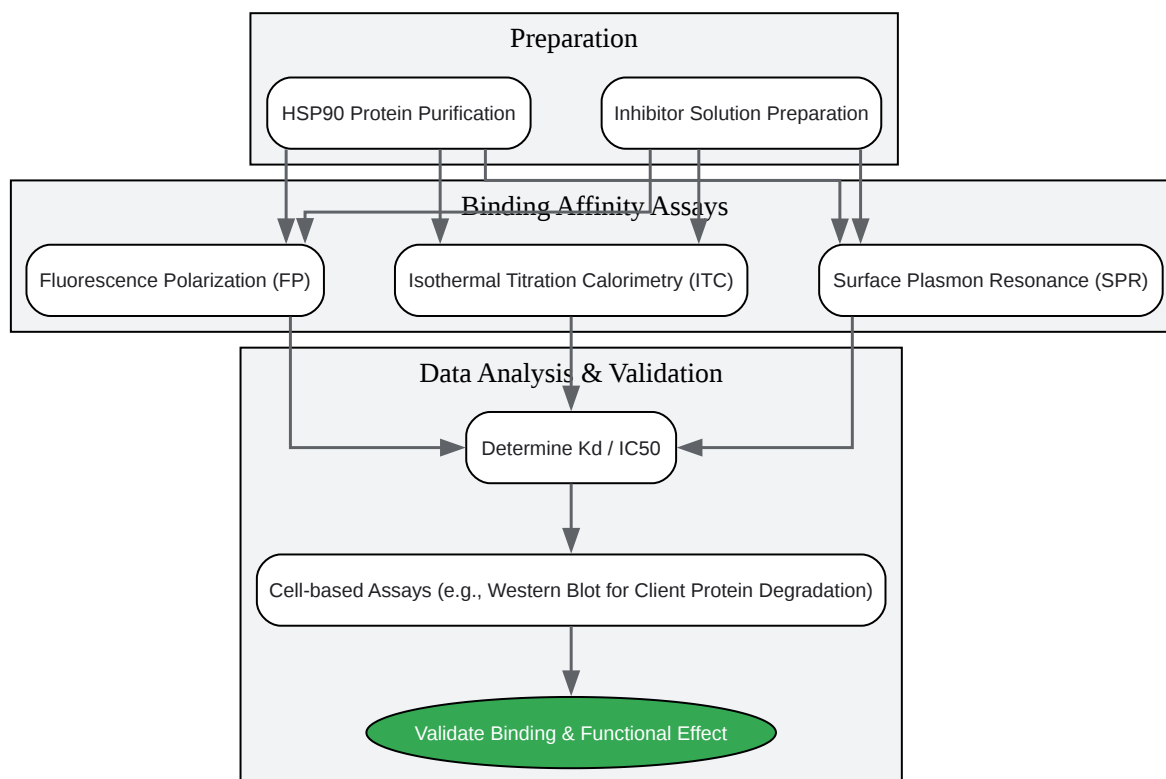 Preparation
HSP90 Protein Purification
Inhibitor Solution Preparation
Binding Affinity Assays
Fluorescence Polarization (FP)
Isothermal Titration Calorimetry (ITC)
Surface Plasmon Resonance (SPR)
Data Analysis & Validation
Determine Kd / IC50
Cell-based Assays (e.g., Western Blot for Client Protein Degradation)
Validate Binding & Functional Effect